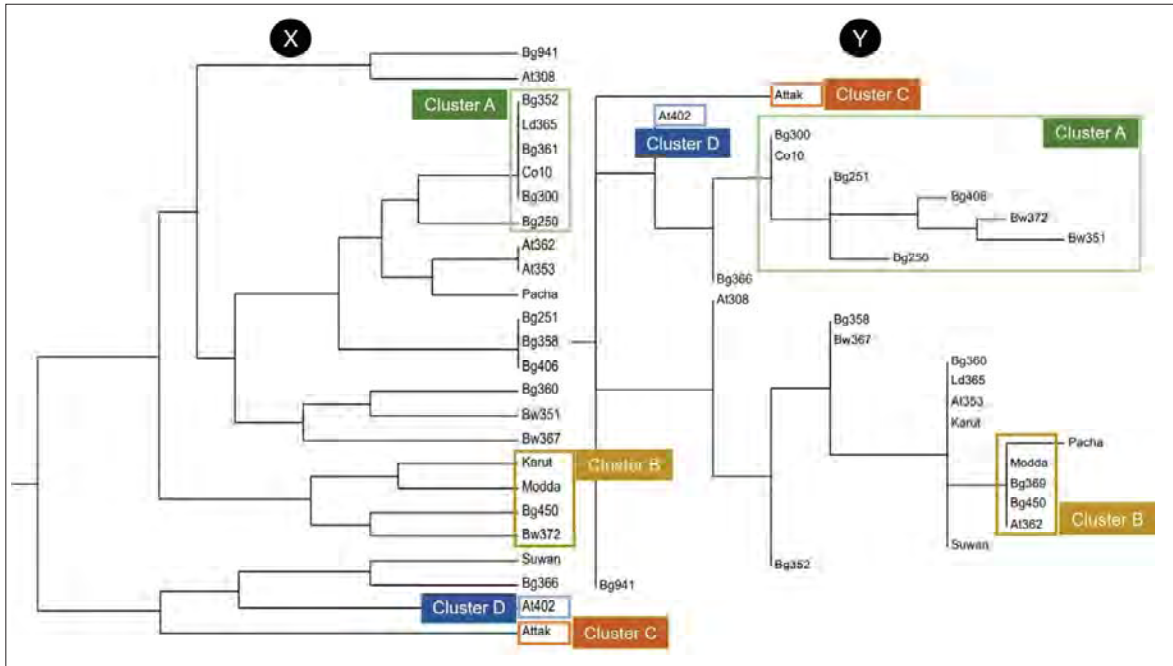 X
Bg941
At308
Cluster A
Bg352
Ld365
Bg361
Co10
Bg300
Bg250
At362
At353
Pacha
Bg251
Bg358
Bg406
Bg360
Bw351
Bw367
Karut
Cluster B
Modda
Bg450
Bw372
Suwan
Bg366
Cluster D
At402
Attak
Cluster C
Y
Attak
Cluster C
At402
Cluster D
Cluster A
Bg300
Co10
Bg251
Bg406
Bw372
Bw351
Bg250
Bg366
At308
Bg358
Bw367
Bg360
Ld365
At353
Karut
Pacha
Modda
Bg369
Bg450
At362
Cluster B
Suwan
Bg352
Bg941